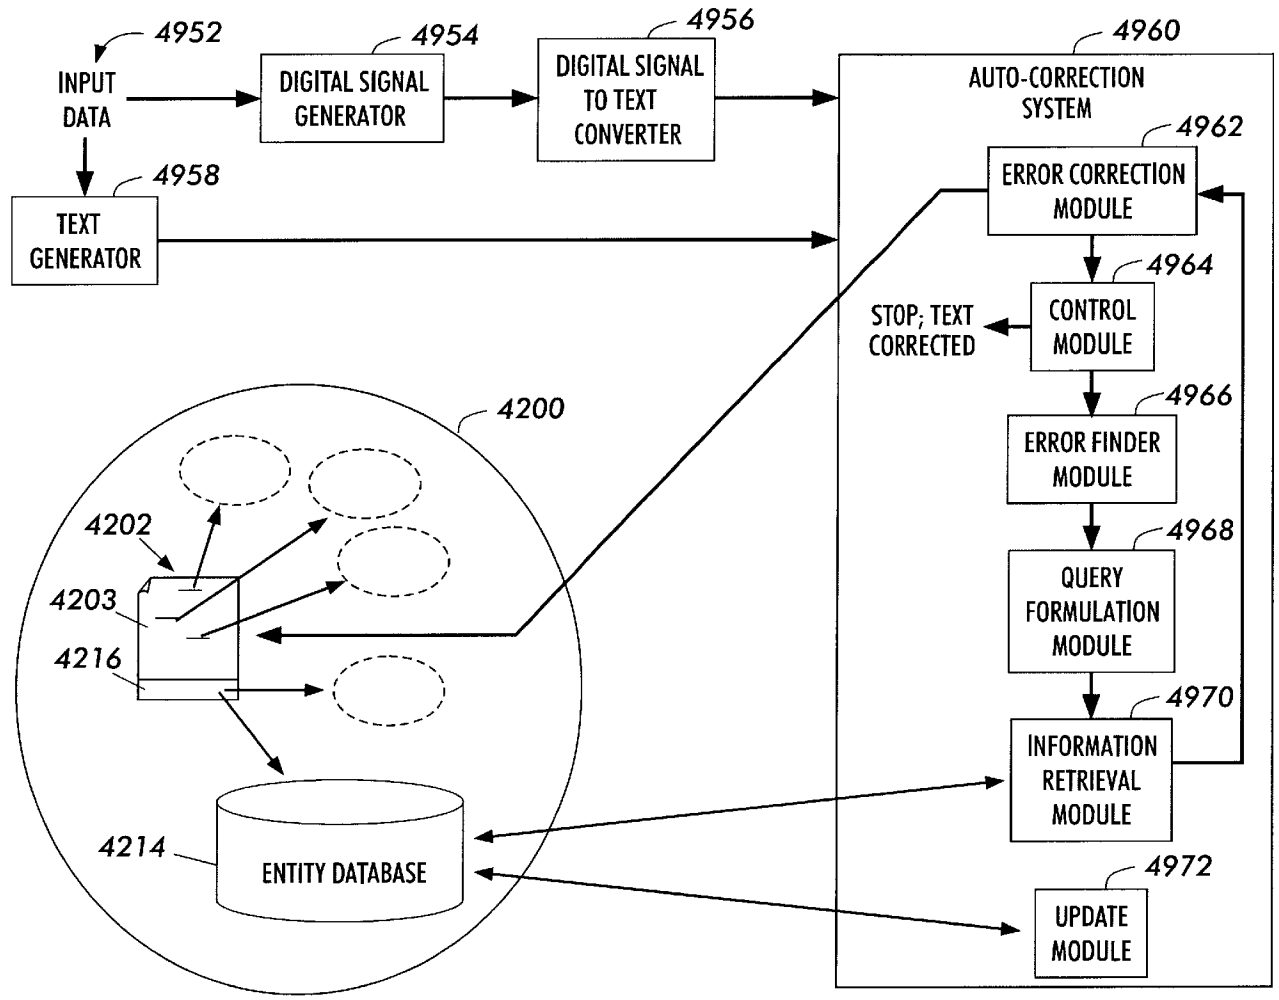 4952
INPUT
DATA
4954
DIGITAL SIGNAL
GENERATOR
4956
DIGITAL SIGNAL
TO TEXT
CONVERTER
4958
TEXT
GENERATOR
4960
AUTO-CORRECTION
SYSTEM
4962
ERROR CORRECTION
MODULE
4964
CONTROL
MODULE
STOP; TEXT
CORRECTED
4966
ERROR FINDER
MODULE
4968
QUERY
FORMULATION
MODULE
4970
INFORMATION
RETRIEVAL
MODULE
4972
UPDATE
MODULE
4200
4202
4203
4216
4214
ENTITY DATABASE